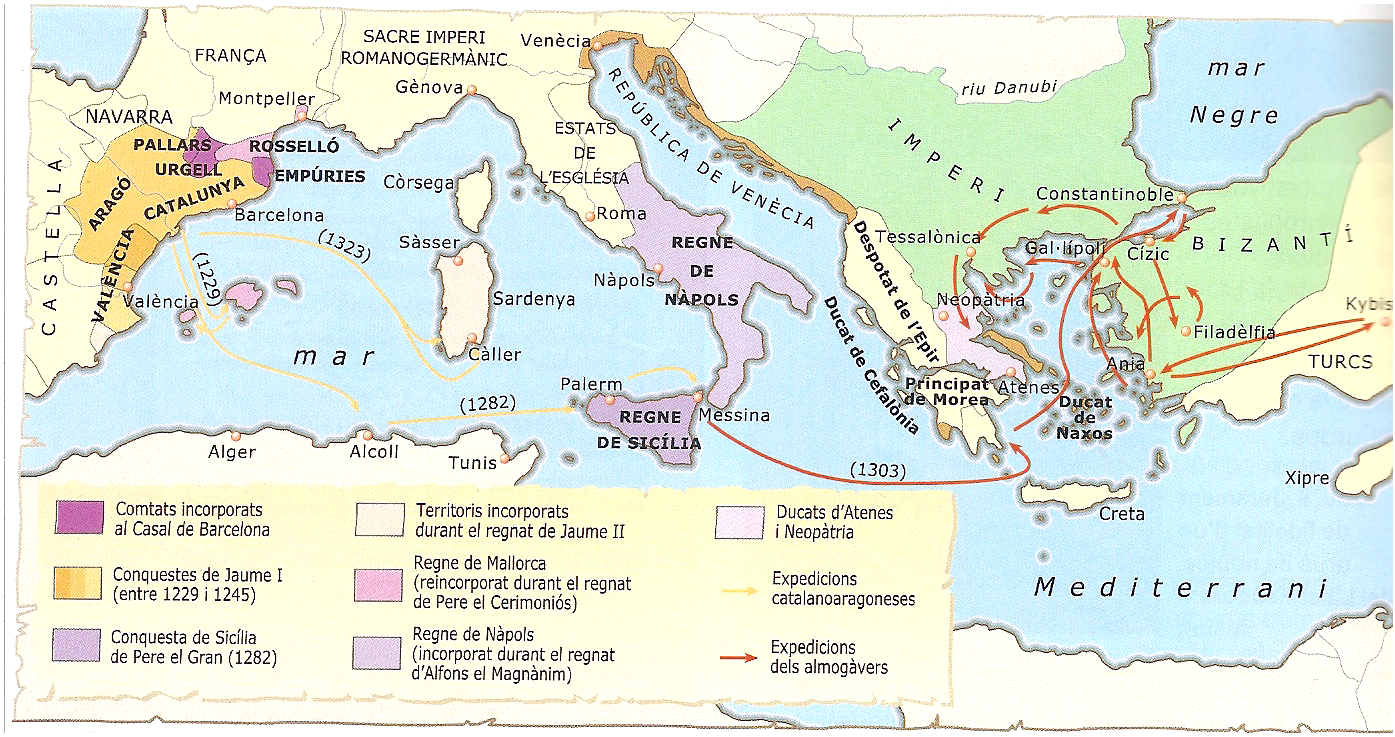 FRANÇA
SACRE IMPERI
ROMANOGERMÀNIC
Venècia
Gènova
Montpeller
NAVARRA
PALLARS
URGELL
ROSSELLÓ
EMPÚRIES
CATALUNYA
ARAGÓ
VALÈNCIA
CASTELLA
Barcelona
València
(1229)
(1323)
(1282)
(1303)
ESTATS
DE
L'ESGLÉSIA
Còrsega
Roma
Sàsser
Sardenya
Càller
Nàpols
REGNE
DE
NÀPOLS
REPÚBLICA DE VENÈCIA
mar
Palerm
REGNE
DE SICÍLIA
Messina
Alger
Alcoll
Tunis
riu Danubi
mar
Negre
IMPERI
BIZANTÍ
Constantinoble
Tessalònica
Gal·lípoli
Cízic
Neopàtria
Despotat de l'Epir
Ducat de Cefalònia
Principat
de Morea
Atenes
Ducat
de
Naxos
Ania
Filadèlfia
Kybis
TURCS
Xipre
Creta
Mediterrani
Comtats incorporats
al Casal de Barcelona
Conquestes de Jaume I
(entre 1229 i 1245)
Conquesta de Sicília
de Pere el Gran (1282)
Territoris incorporats
durant el regnat de Jaume II
Regne de Mallorca
(reincorporat durant el regnat
de Pere el Cerimoniós)
Regne de Nàpols
(incorporat durant el regnat
d'Alfons el Magnànim)
Ducats d'Atenes
i Neopàtria
Expedicions
catalanoaragoneses
Expedicions
dels almogàvers